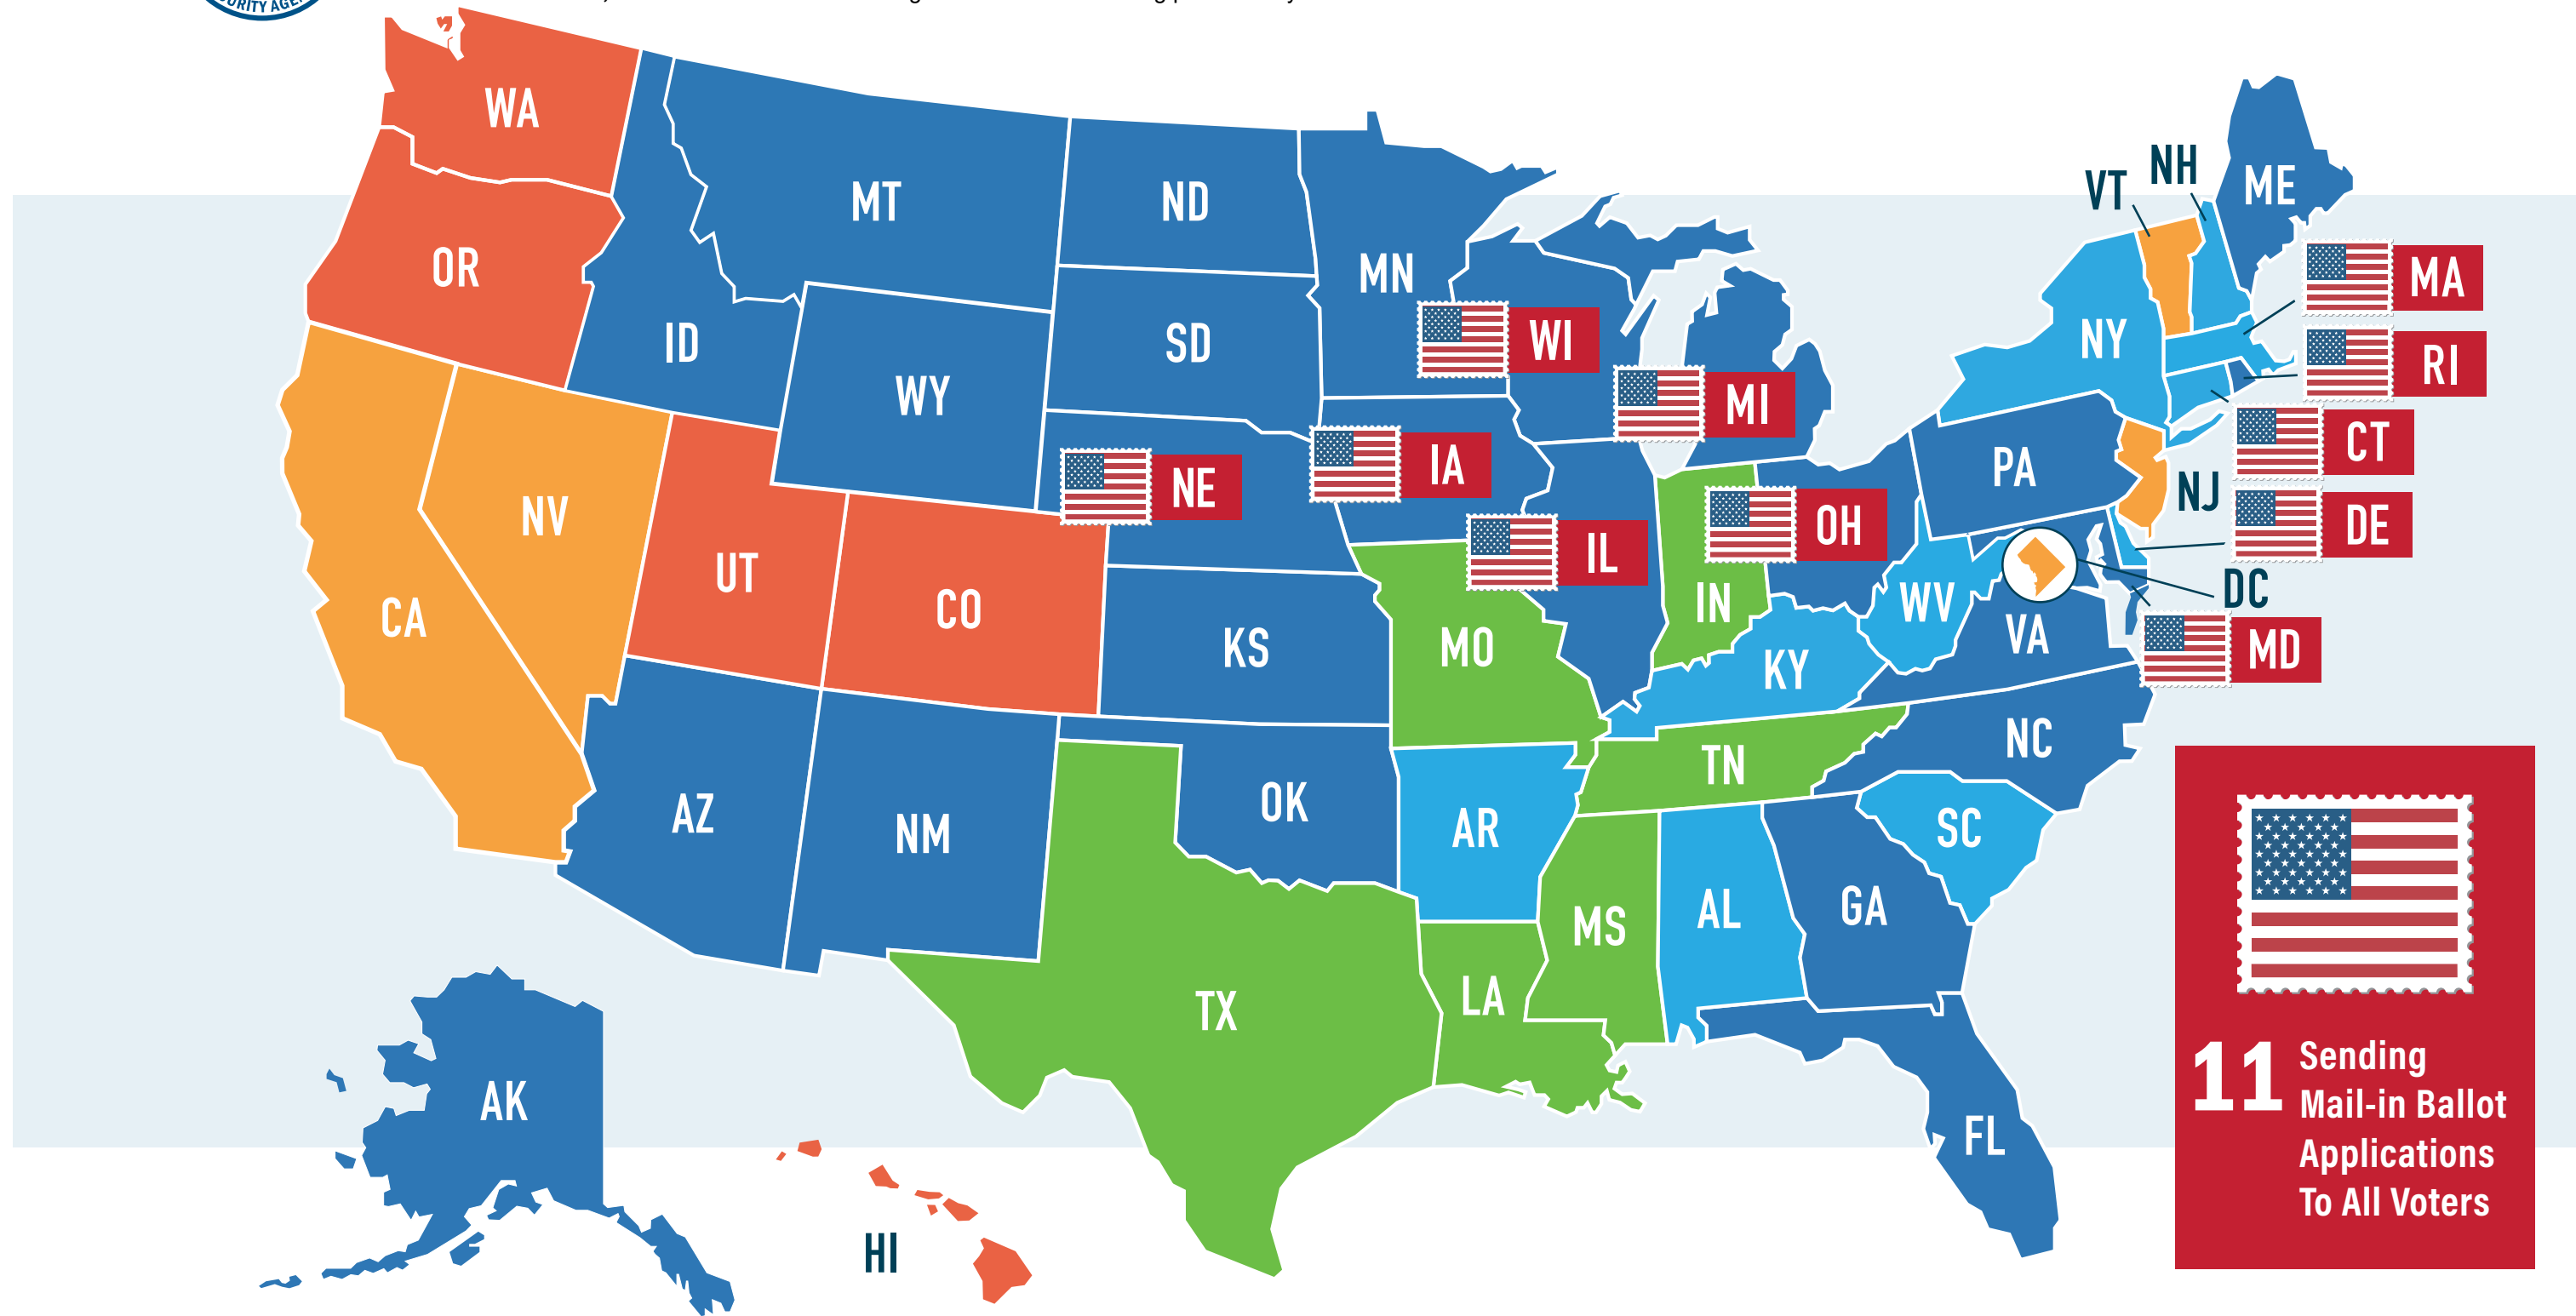 WA
MT
ND
NH
VT
ME
OR
MN
MA
ID
SD
WI
NY
RI
WY
MI
CT
NE
IA
PA
NJ
NV
OH
DE
UT
IL
CO
CA
IN
WV
DC
KS
MO
KY
VA
MD
NC
TN
AZ
NM
OK
AR
SC
AL
GA
MS
LA
TX
AK
FL
HI
11 Sending
Mail-in Ballot
Applications
To All Voters